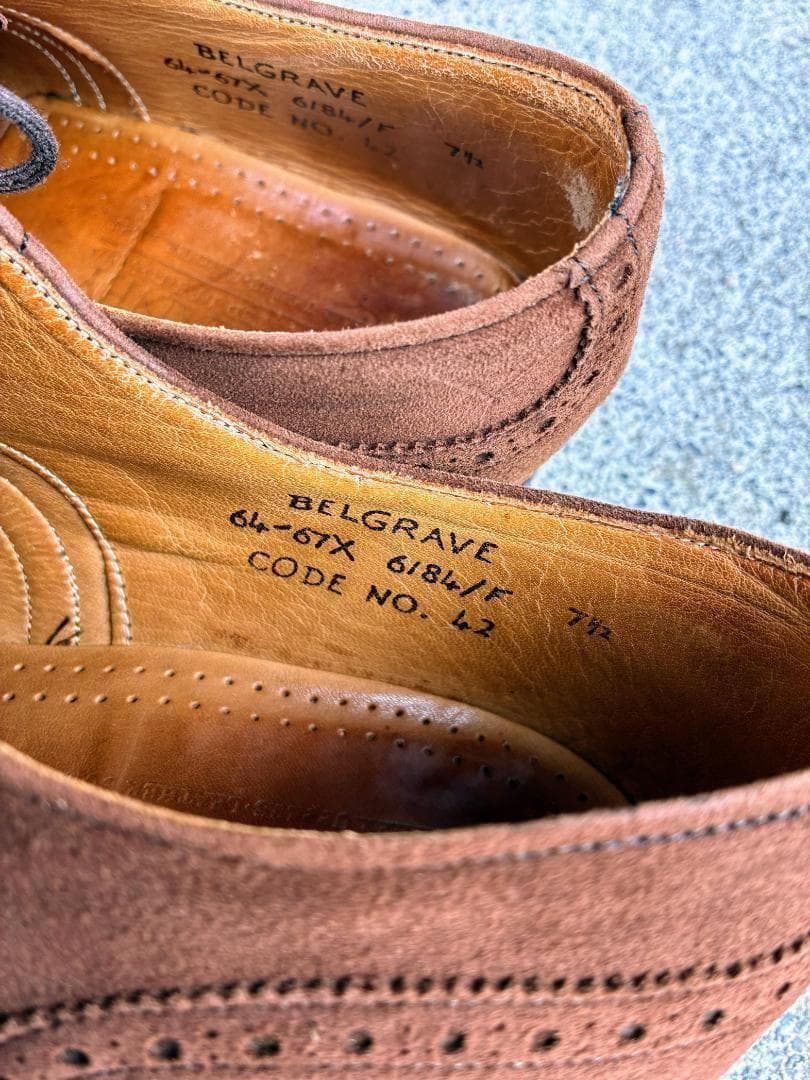 BELGRAVE
64-67X 6184/F 7½
CODE NO. 42
BELGRAVE
64-67X 6184/F 7½
CODE NO. 42